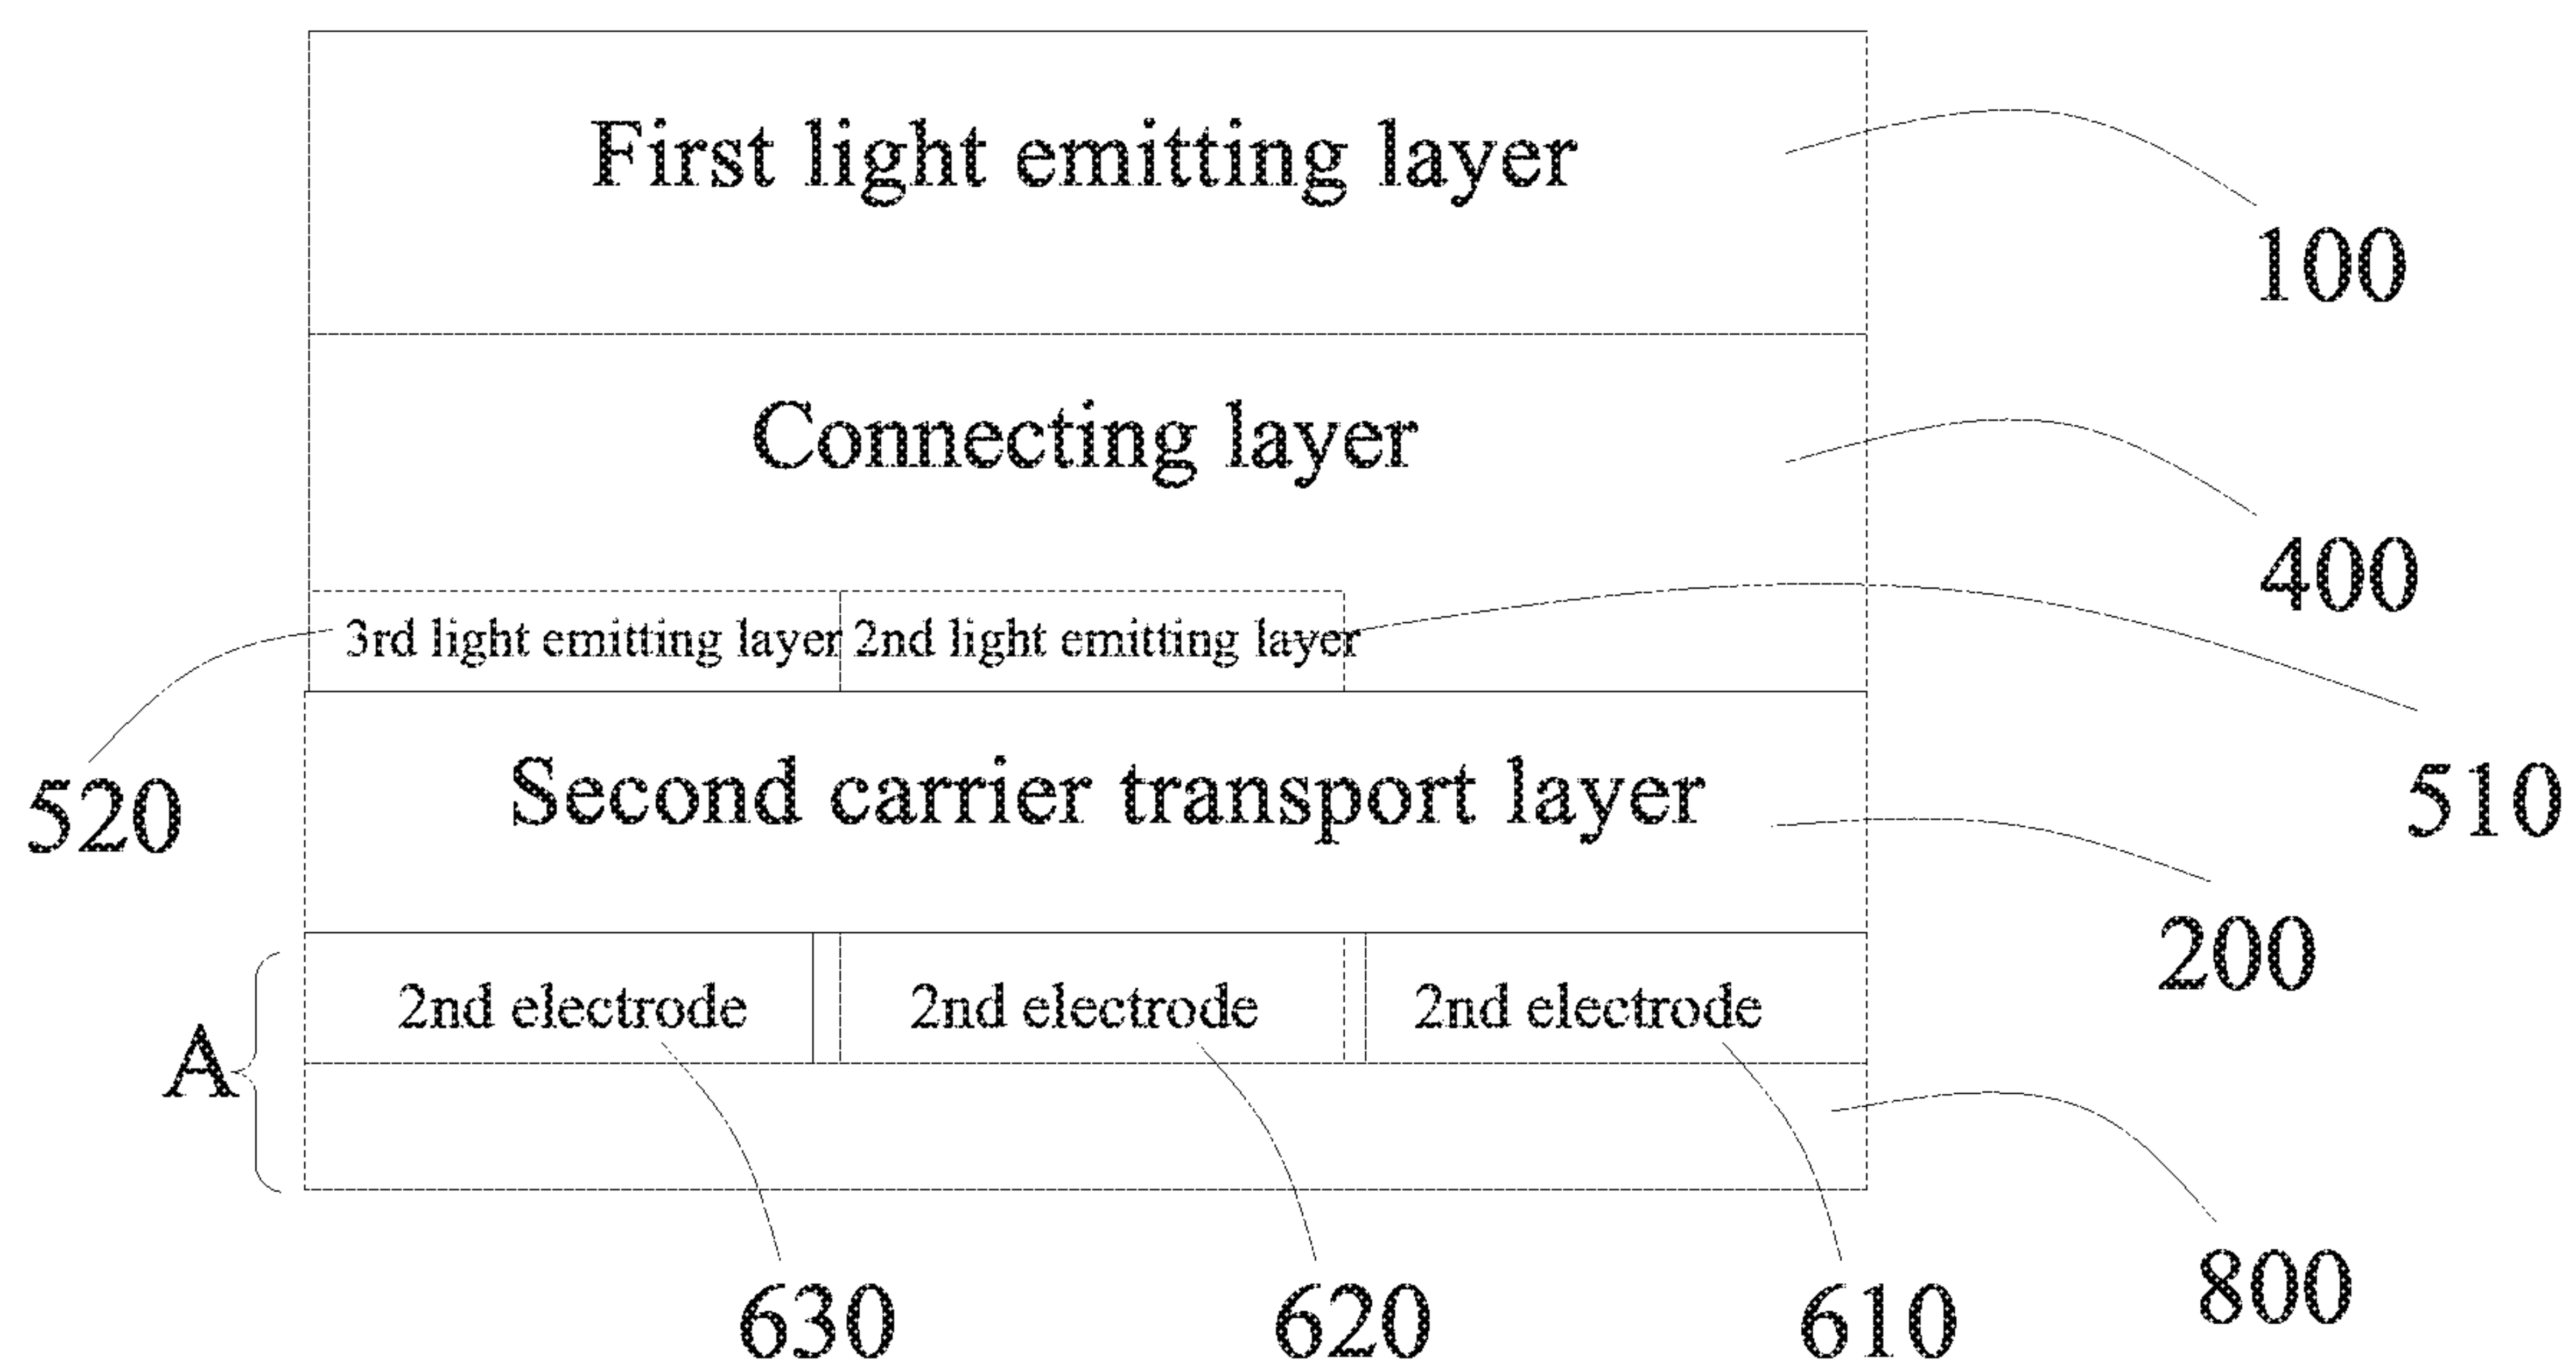 First light emitting layer
100
Connecting layer
400
3rd light emitting layer
2nd light emitting layer
520
510
Second carrier transport layer
200
A
2nd electrode
2nd electrode
2nd electrode
630
620
610
800